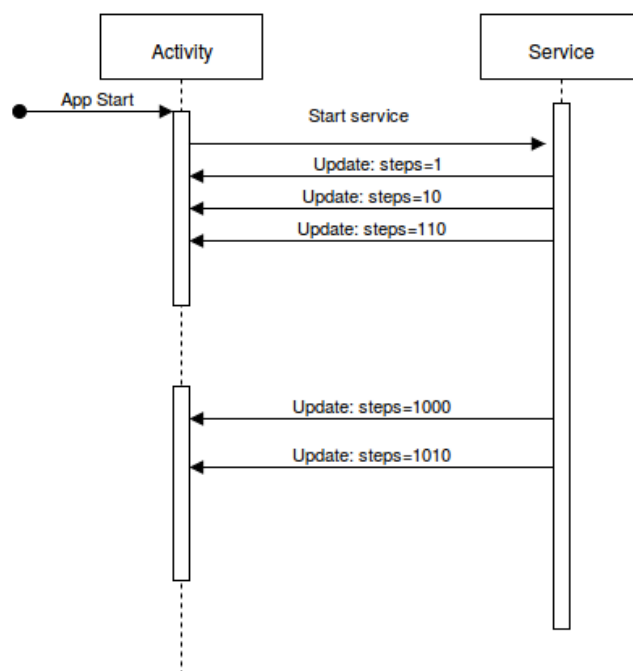 Activity
Service
App Start
Start service
Update: steps=1
Update: steps=10
Update: steps=110
Update: steps=1000
Update: steps=1010